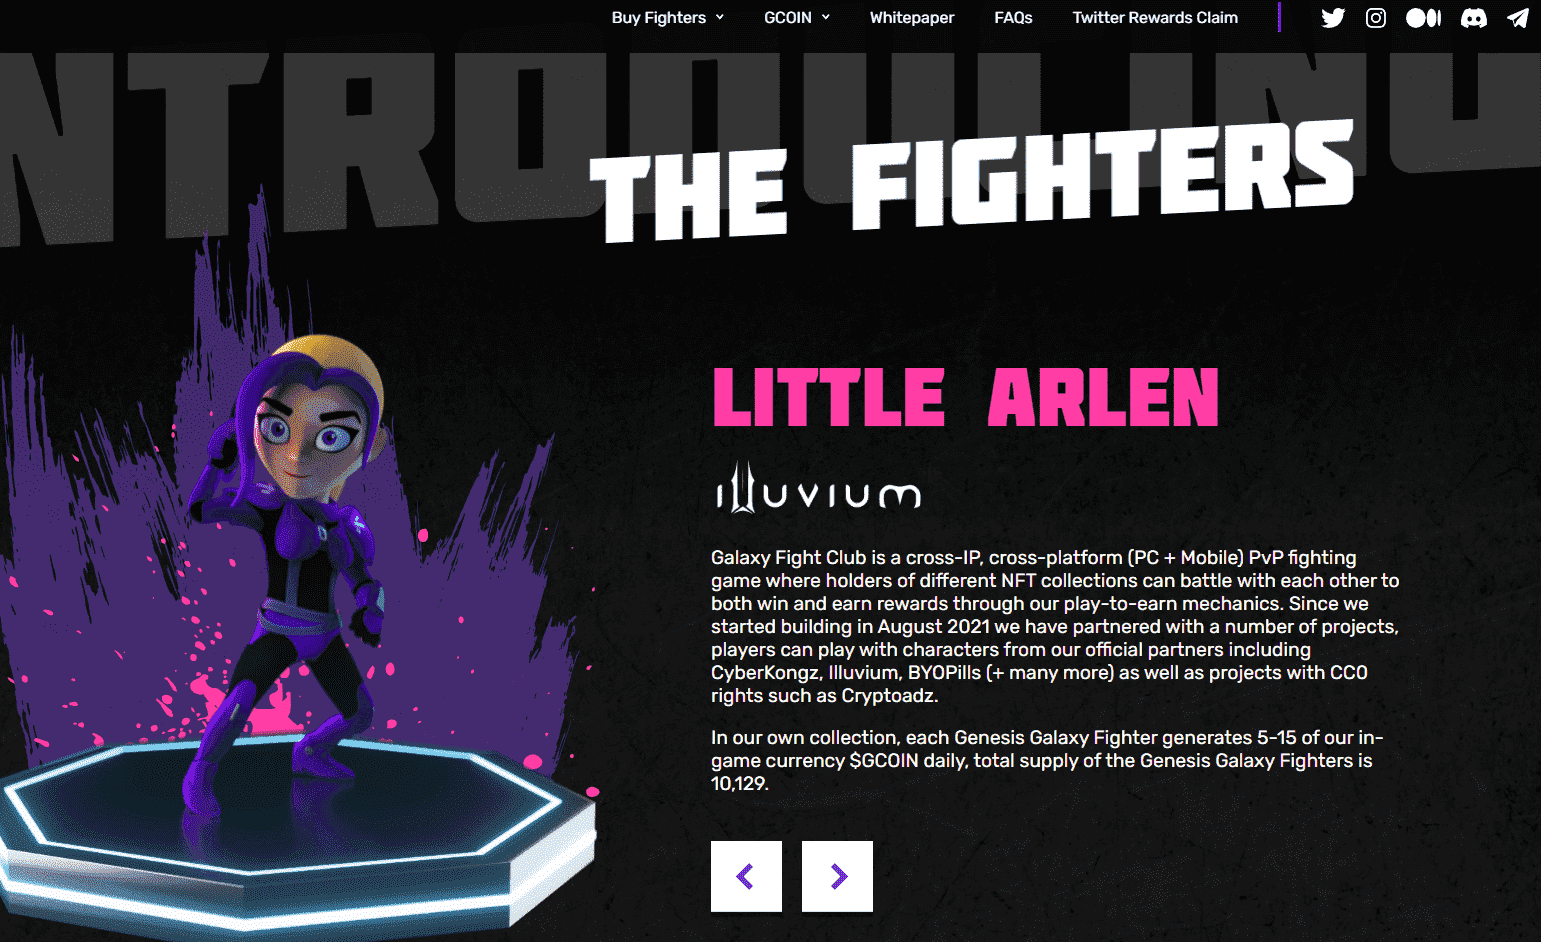 Buy Fighters GCOIN Whitepaper FAQs Twitter Rewards Claim
NTRODUCING
THE FIGHTERS
LITTLE ARLEN
illuvium
Galaxy Fight Club is a cross-IP, cross-platform (PC + Mobile) PvP fighting
game where holders of different NFT collections can battle with each other to
both win and earn rewards through our play-to-earn mechanics. Since we
started building in August 2021 we have partnered with a number of projects,
players can play with characters from our official partners including
CyberKongz, Illuvium, BYOPills (+ many more) as well as projects with CC0
rights such as Cryptoadz.
In our own collection, each Genesis Galaxy Fighter generates 5-15 of our in-
game currency $GCOIN daily, total supply of the Genesis Galaxy Fighters is
10,129.